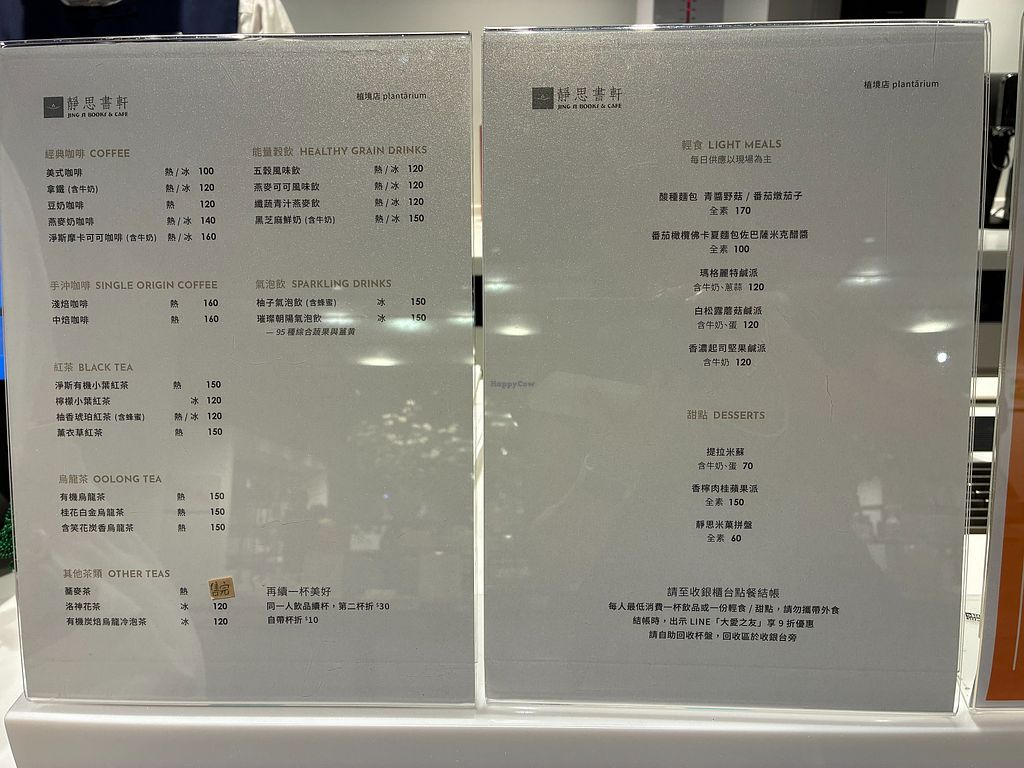 靜思書軒
JING SI BOOKS & CAFE
植境店 plantārium
經典咖啡 COFFEE
美式咖啡 熱 / 冰 100
拿鐵 (含牛奶) 熱 / 冰 120
豆奶咖啡 熱 120
燕麥奶咖啡 熱 / 冰 140
淨斯摩卡可可咖啡 (含牛奶) 熱 / 冰 160
能量穀飲 HEALTHY GRAIN DRINKS
五穀風味飲 熱 / 冰 120
燕麥可可風味飲 熱 / 冰 120
纖蔬青汁燕麥飲 熱 / 冰 120
黑芝麻鮮奶 (含牛奶) 熱 / 冰 150
手沖咖啡 SINGLE ORIGIN COFFEE
淺焙咖啡 熱 160
中焙咖啡 熱 160
氣泡飲 SPARKLING DRINKS
柚子氣泡飲 (含蜂蜜) 冰 150
璀璨朝陽氣泡飲 冰 150
— 95 種綜合蔬果與薑黃
紅茶 BLACK TEA
淨斯有機小葉紅茶 熱 150
檸檬小葉紅茶 冰 120
柚香琥珀紅茶 (含蜂蜜) 熱 / 冰 120
薰衣草紅茶 熱 150
烏龍茶 OOLONG TEA
有機烏龍茶 熱 150
桂花白金烏龍茶 熱 150
含笑花炭香烏龍茶 熱 150
其他茶類 OTHER TEAS
蕎麥茶 熱 售完
洛神花茶 冰 120
有機炭焙烏龍冷泡茶 冰 120
再續一杯美好
同一人飲品續杯，第二杯折 $30
自帶杯折 $10
靜思書軒
JING SI BOOKS & CAFE
植境店 plantārium
輕食 LIGHT MEALS
每日供應以現場為主
酸種麵包 青醬野菇 / 番茄燉茄子
全素 170
番茄橄欖佛卡夏麵包佐巴薩米克醋醬
全素 100
瑪格麗特鹹派
含牛奶、蔥蒜 120
白松露蘑菇鹹派
含牛奶、蛋 120
香濃起司堅果鹹派
含牛奶 120
HappyCow
甜點 DESSERTS
提拉米蘇
含牛奶、蛋 70
香檸肉桂蘋果派
全素 150
靜思米菓拼盤
全素 60
請至收銀櫃台點餐結帳
每人最低消費一杯飲品或一份輕食 / 甜點，請勿攜帶外食
結帳時，出示 LINE「大愛之友」享 9 折優惠
請自助回收杯盤，回收區於收銀台旁